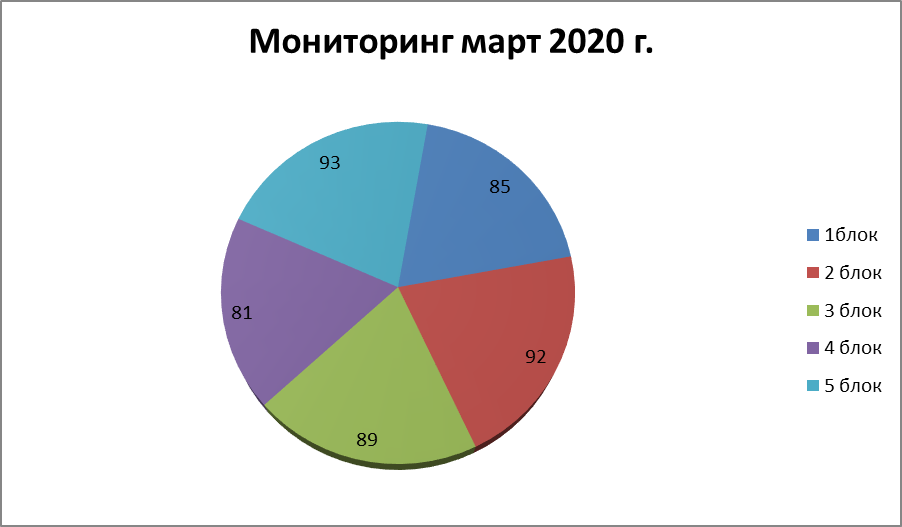 Мониторинг март 2020 г.
93
85
81
92
89
1блок
2 блок
3 блок
4 блок
5 блок